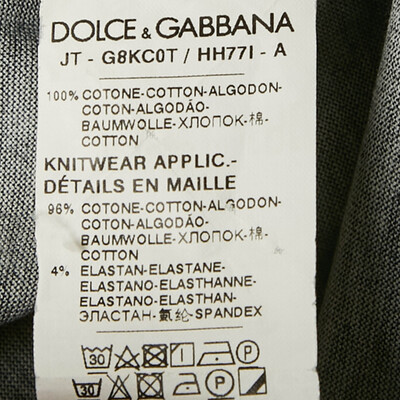 DOLCE & GABBANA
JT - G8KC0T / HH77I - A
100% COTONE-COTTON-ALGODON-
COTON-ALGODÃO-
BAUMWOLLE-ХЛОПОК-棉-
COTTON
KNITWEAR APPLIC.-
DÉTAILS EN MAILLE
96% COTONE-COTTON-ALGODON-
COTON-ALGODÃO-
BAUMWOLLE-ХЛОПОК-棉-
COTTON
4% ELASTAN-ELASTANE-
ELASTANO-ELASTHANNE-
ELASTANO-ELASTHAN-
ЭЛАСТАН-氨纶-SPANDEX
30 P
30 P